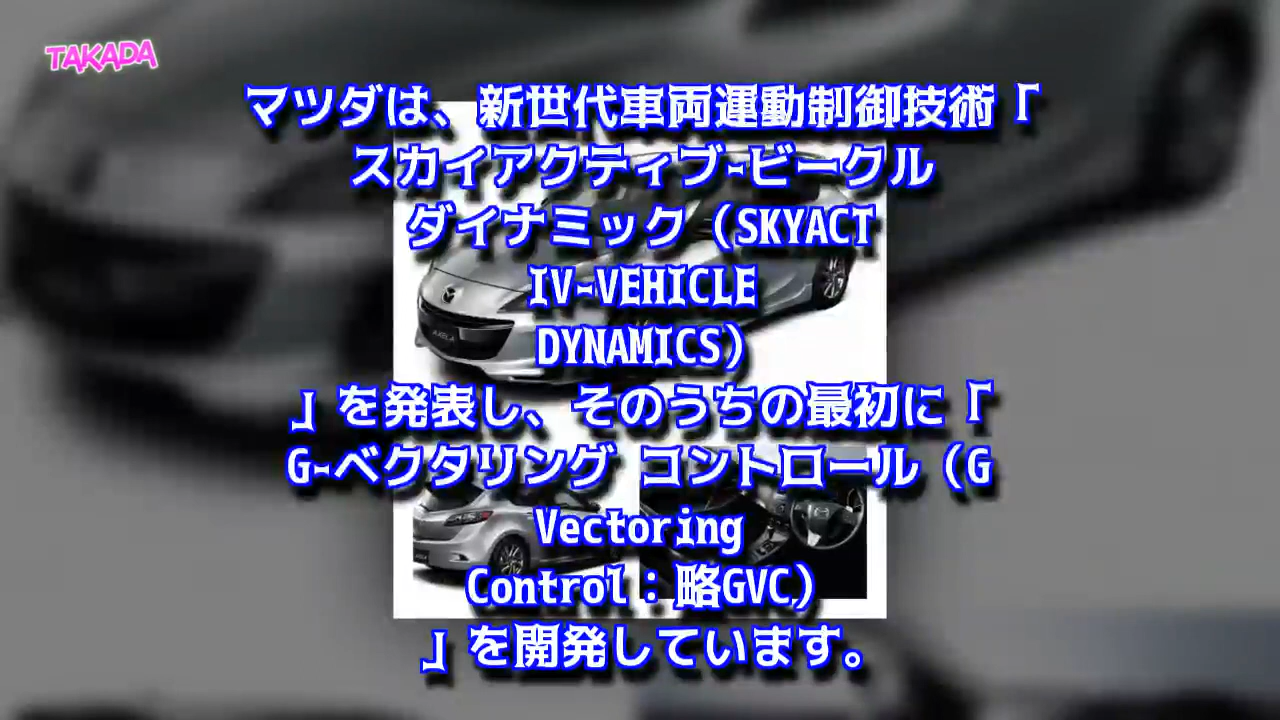 TAKADA
マツダは、新世代車両運動制御技術「
スカイアクティブ-ビークル
ダイナミック（SKYACT
IV-VEHICLE
DYNAMICS）
」を発表し、そのうちの最初に「
G-ベクタリング コントロール（G
Vectoring
Control：略GVC）
」を開発しています。
AXELA